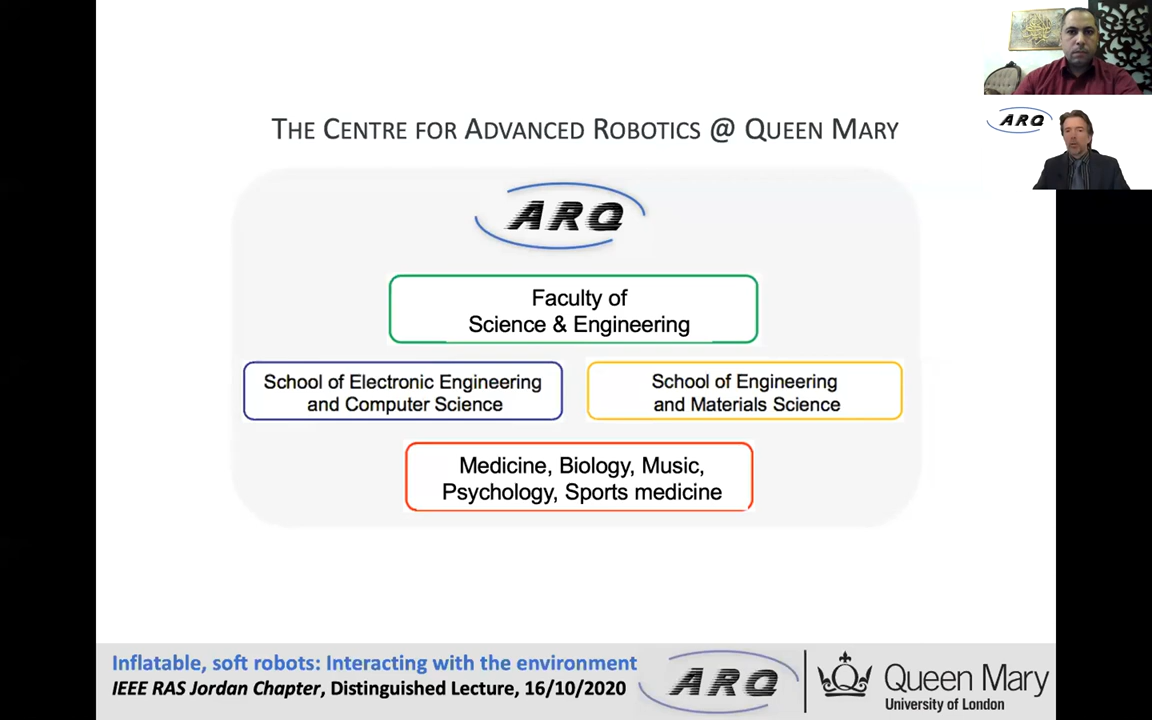 THE CENTRE FOR ADVANCED ROBOTICS @ QUEEN MARY
ARQ
Faculty of
Science & Engineering
School of Electronic Engineering
and Computer Science
School of Engineering
and Materials Science
Medicine, Biology, Music,
Psychology, Sports medicine
ARQ
Inflatable, soft robots: Interacting with the environment
IEEE RAS Jordan Chapter, Distinguished Lecture, 16/10/2020
ARQ
Queen Mary
University of London